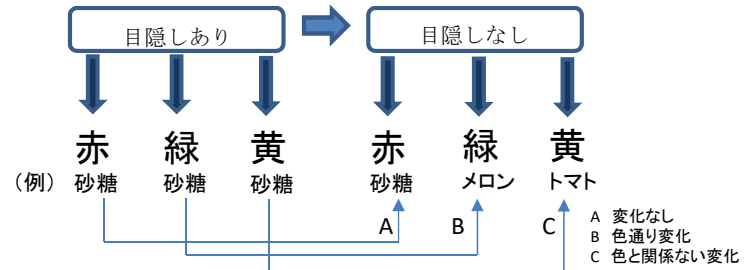 目隠しあり 目隠しなし
赤 緑 黄 赤 緑 黄
(例) 砂糖 砂糖 砂糖 砂糖 メロン トマト
A B C
A 変化なし
B 色通り変化
C 色と関係ない変化